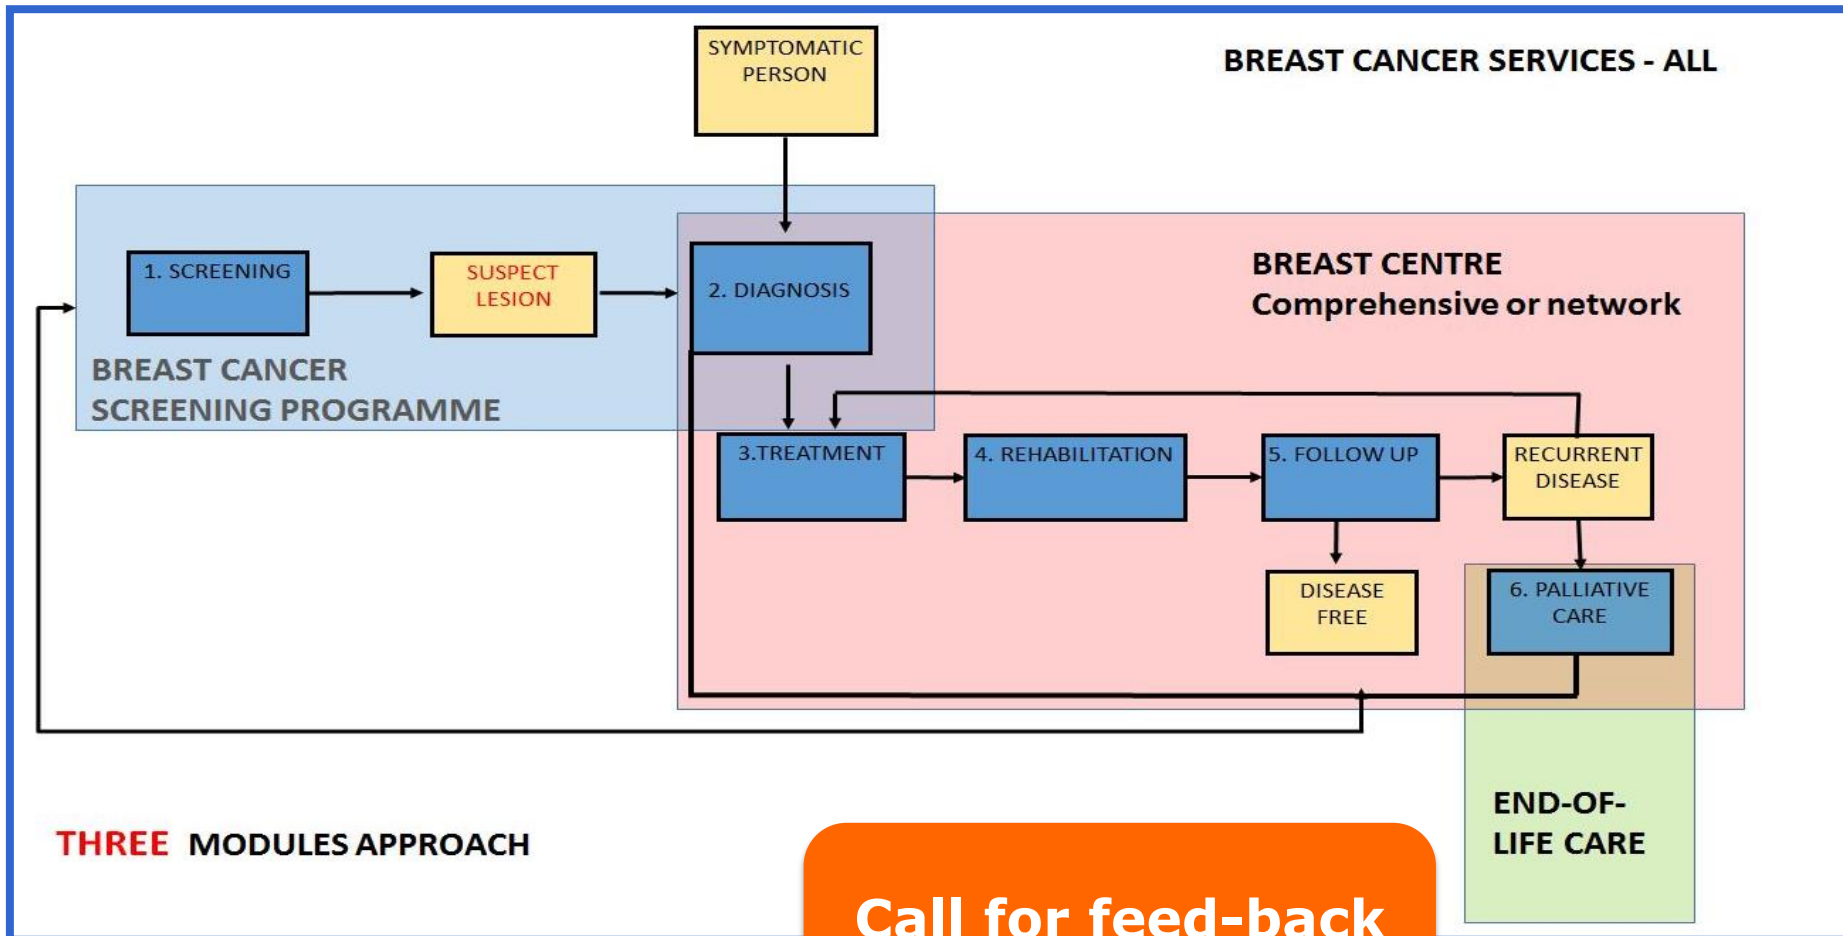 SYMPTOMATIC
PERSON
BREAST CANCER SERVICES - ALL
1. SCREENING
SUSPECT
LESION
2. DIAGNOSIS
BREAST CENTRE
Comprehensive or network
BREAST CANCER
SCREENING PROGRAMME
3.TREATMENT
4. REHABILITATION
5. FOLLOW UP
RECURRENT
DISEASE
DISEASE
FREE
6. PALLIATIVE
CARE
END-OF-
LIFE CARE
THREE MODULES APPROACH
Call for feed-back